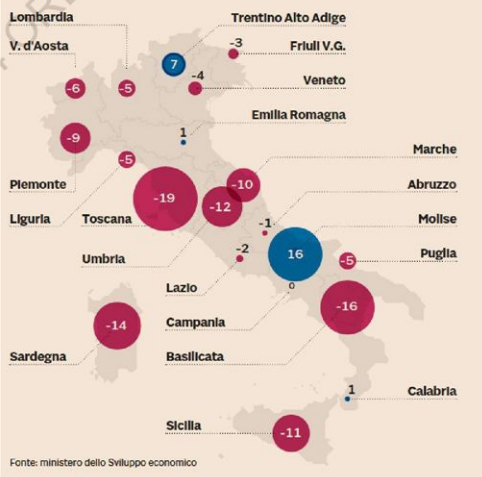 Lombardia
Trentino Alto Adige
V. d'Aosta
-3
Friuli V.G.
7
-4
Veneto
-6
-5
Emilia Romagna
1
-9
Marche
-5
Piemonte
-10
Abruzzo
-19
-12
Liguria
Toscana
-1
Molise
-2
16
-5
Puglia
Umbria
Lazio
0
-16
-14
Campania
Sardegna
Basilicata
1
Calabria
Sicilia
-11
Fonte: ministero dello Sviluppo economico